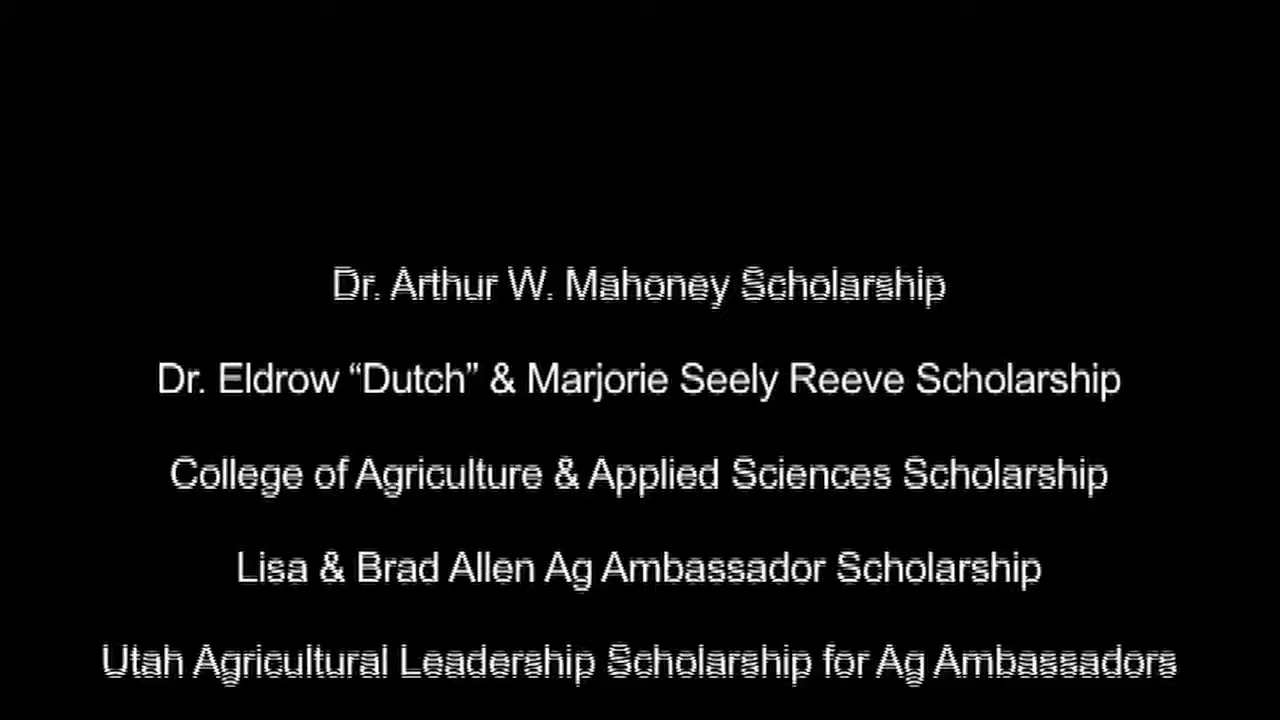 Dr. Arthur W. Mahoney Scholarship
Dr. Eldrow “Dutch” & Marjorie Seely Reeve Scholarship
College of Agriculture & Applied Sciences Scholarship
Lisa & Brad Allen Ag Ambassador Scholarship
Utah Agricultural Leadership Scholarship for Ag Ambassadors